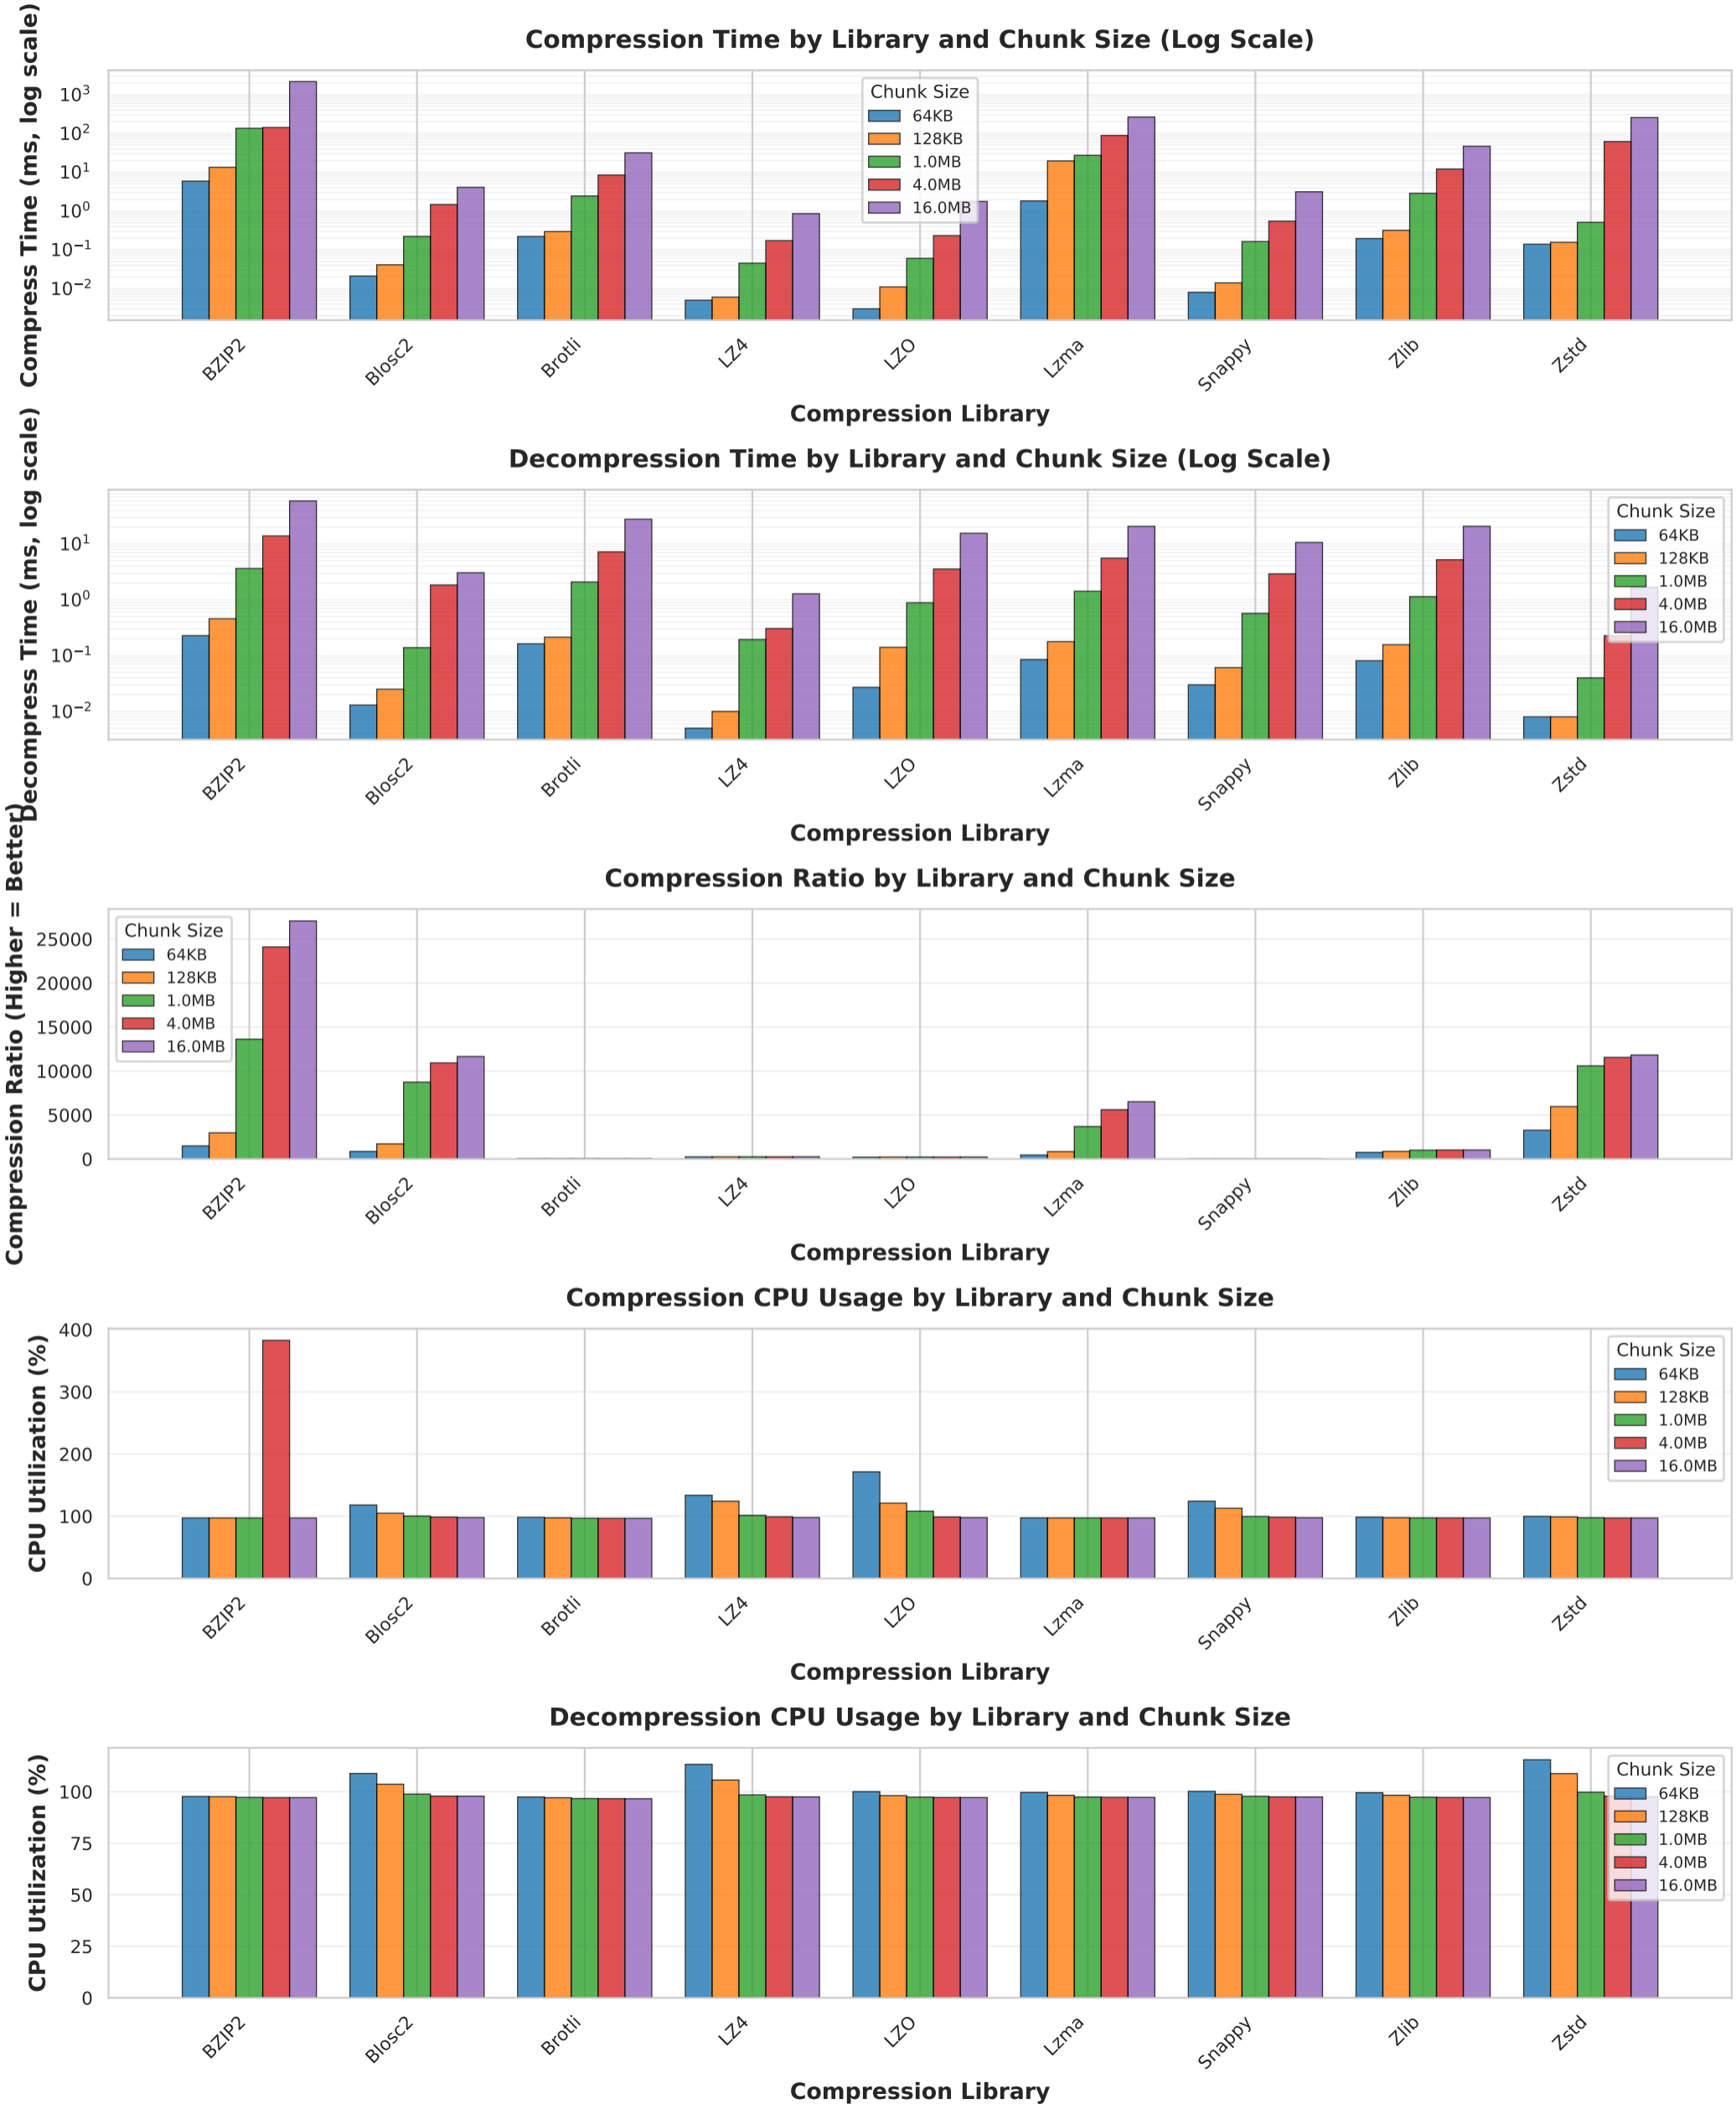 Compression Time by Library and Chunk Size (Log Scale)
Compress Time (ms, log scale)
10³
10²
10¹
10⁰
10⁻¹
10⁻²
Chunk Size
64KB
128KB
1.0MB
4.0MB
16.0MB
BZIP2
Blosc2
Brotli
LZ4
LZO
Lzma
Snappy
Zlib
Zstd
Compression Library
Decompression Time by Library and Chunk Size (Log Scale)
Decompress Time (ms, log scale)
10¹
10⁰
10⁻¹
10⁻²
Chunk Size
64KB
128KB
1.0MB
4.0MB
16.0MB
BZIP2
Blosc2
Brotli
LZ4
LZO
Lzma
Snappy
Zlib
Zstd
Compression Library
Compression Ratio by Library and Chunk Size
Compression Ratio (Higher = Better)
25000
20000
15000
10000
5000
0
Chunk Size
64KB
128KB
1.0MB
4.0MB
16.0MB
BZIP2
Blosc2
Brotli
LZ4
LZO
Lzma
Snappy
Zlib
Zstd
Compression Library
Compression CPU Usage by Library and Chunk Size
CPU Utilization (%)
400
300
200
100
0
Chunk Size
64KB
128KB
1.0MB
4.0MB
16.0MB
BZIP2
Blosc2
Brotli
LZ4
LZO
Lzma
Snappy
Zlib
Zstd
Compression Library
Decompression CPU Usage by Library and Chunk Size
CPU Utilization (%)
100
75
50
25
0
Chunk Size
64KB
128KB
1.0MB
4.0MB
16.0MB
BZIP2
Blosc2
Brotli
LZ4
LZO
Lzma
Snappy
Zlib
Zstd
Compression Library